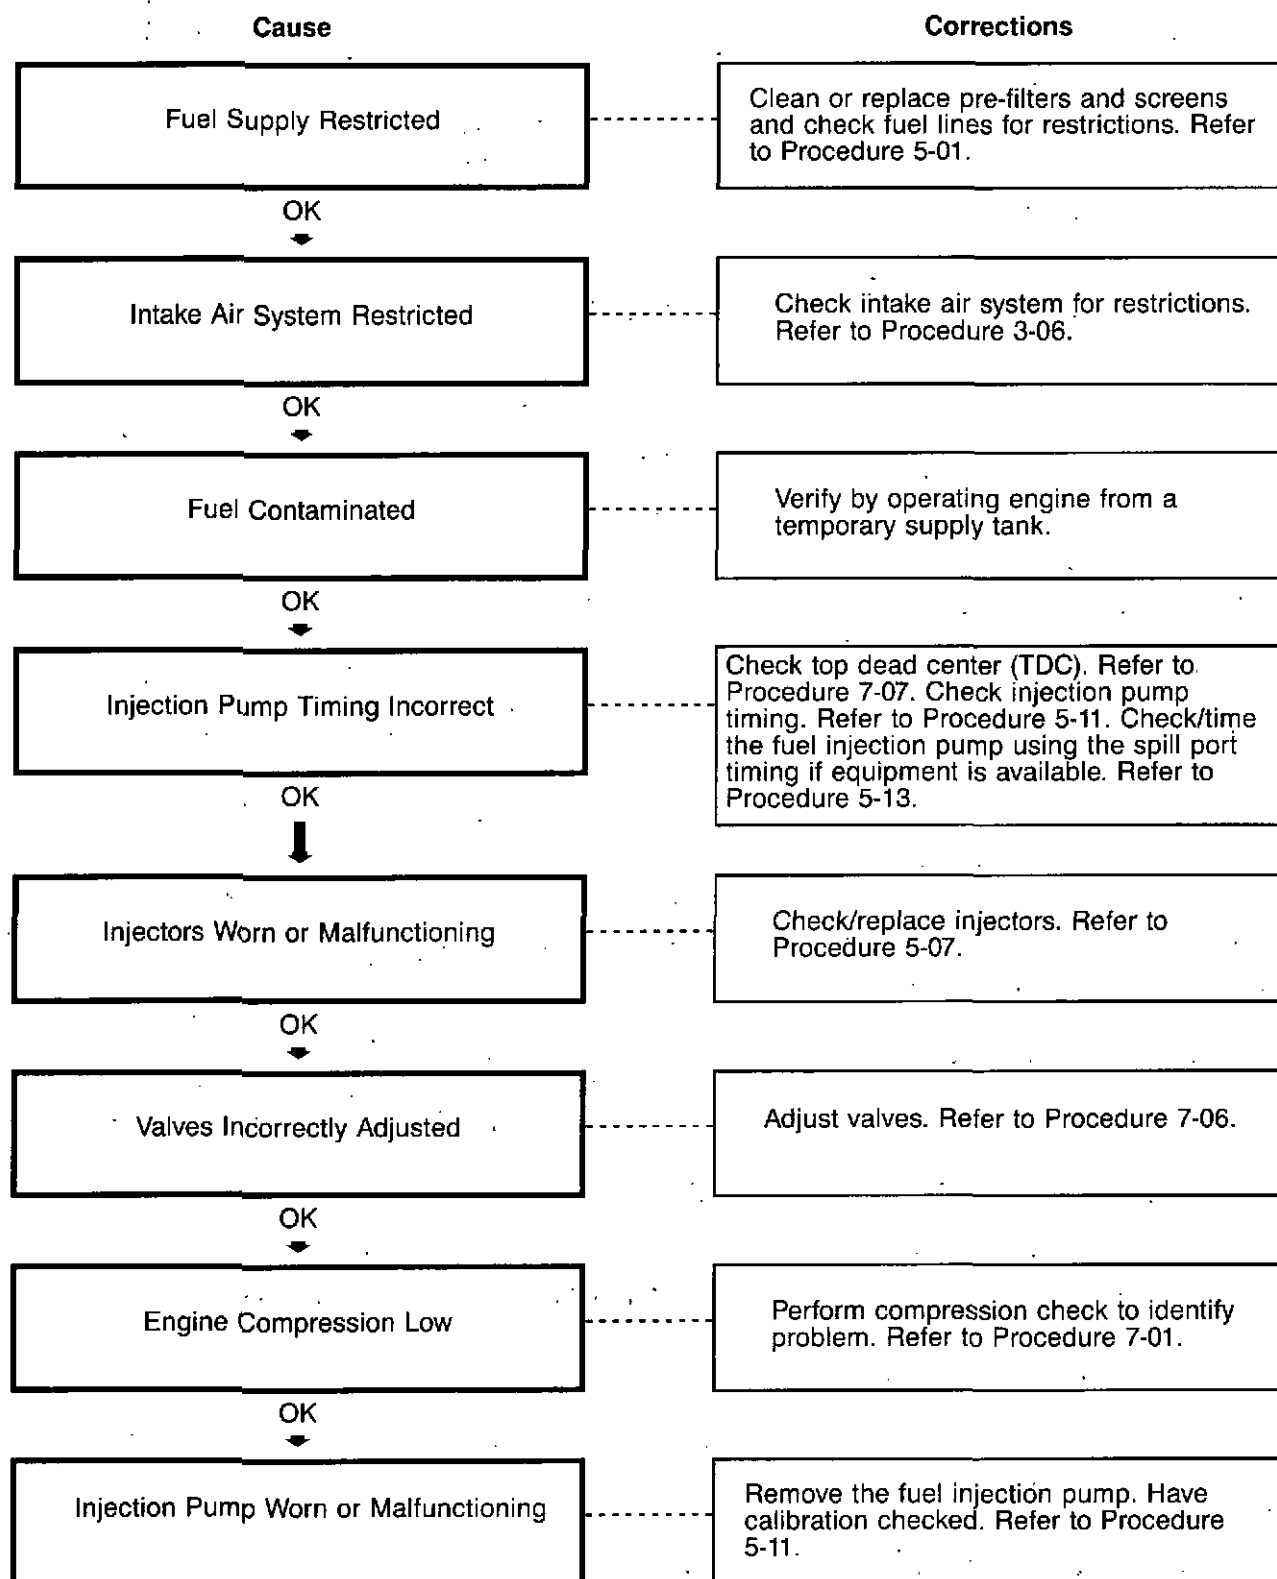 Cause
Corrections
Fuel Supply Restricted
Clean or replace pre-filters and screens
and check fuel lines for restrictions. Refer
to Procedure 5-01.
OK
Intake Air System Restricted
Check intake air system for restrictions.
Refer to Procedure 3-06.
OK
Fuel Contaminated
Verify by operating engine from a
temporary supply tank.
OK
Injection Pump Timing Incorrect
Check top dead center (TDC). Refer to
Procedure 7-07. Check injection pump
timing. Refer to Procedure 5-11. Check/time
the fuel injection pump using the spill port
timing if equipment is available. Refer to
Procedure 5-13.
OK
Injectors Worn or Malfunctioning
Check/replace injectors. Refer to
Procedure 5-07.
OK
Valves Incorrectly Adjusted
Adjust valves. Refer to Procedure 7-06.
OK
Engine Compression Low
Perform compression check to identify
problem. Refer to Procedure 7-01.
OK
Injection Pump Worn or Malfunctioning
Remove the fuel injection pump. Have
calibration checked. Refer to Procedure
5-11.